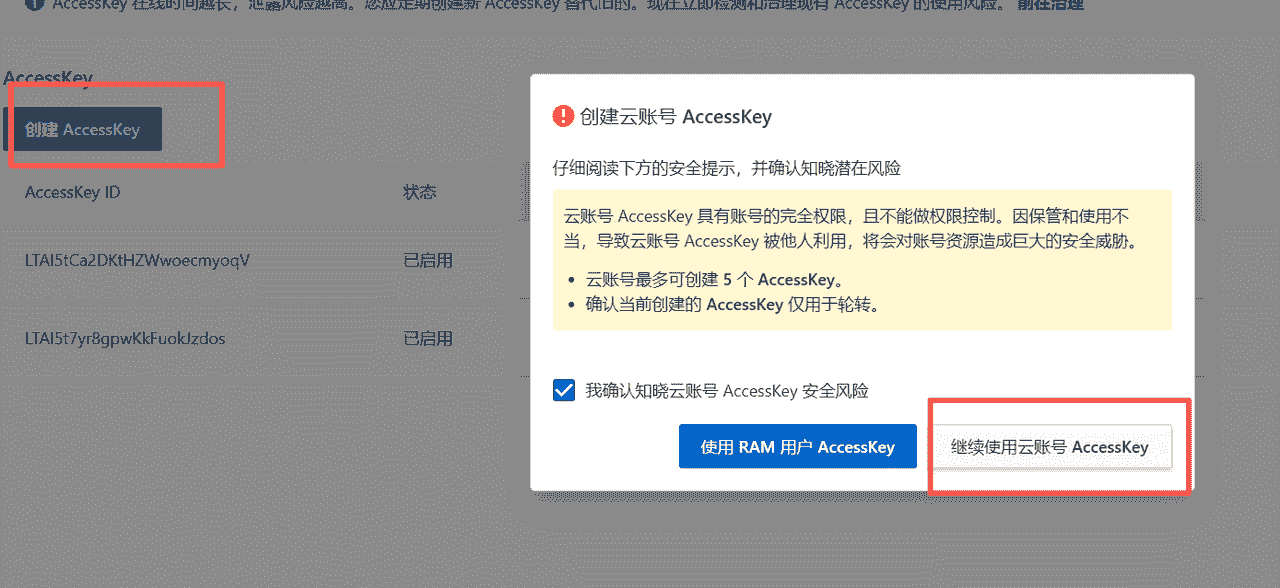 AccessKey 在线时间越长，泄露风险越高。您应定期创建新 AccessKey 替代旧的。现在立即检测和治理现有 AccessKey 的使用风险。 前往治理
AccessKey
创建 AccessKey
AccessKey ID
状态
LTAI5tCa2DKtHZWwoecmyoqV
已启用
LTAI5t7yr8gpwKkFuokJzdos
已启用
创建云账号 AccessKey
仔细阅读下方的安全提示，并确认知晓潜在风险
云账号 AccessKey 具有账号的完全权限，且不能做权限控制。因保管和使用不
当，导致云账号 AccessKey 被他人利用，将会对账号资源造成巨大的安全威胁。
• 云账号最多可创建 5 个 AccessKey。
• 确认当前创建的 AccessKey 仅用于轮转。
我确认知晓云账号 AccessKey 安全风险
使用 RAM 用户 AccessKey
继续使用云账号 AccessKey